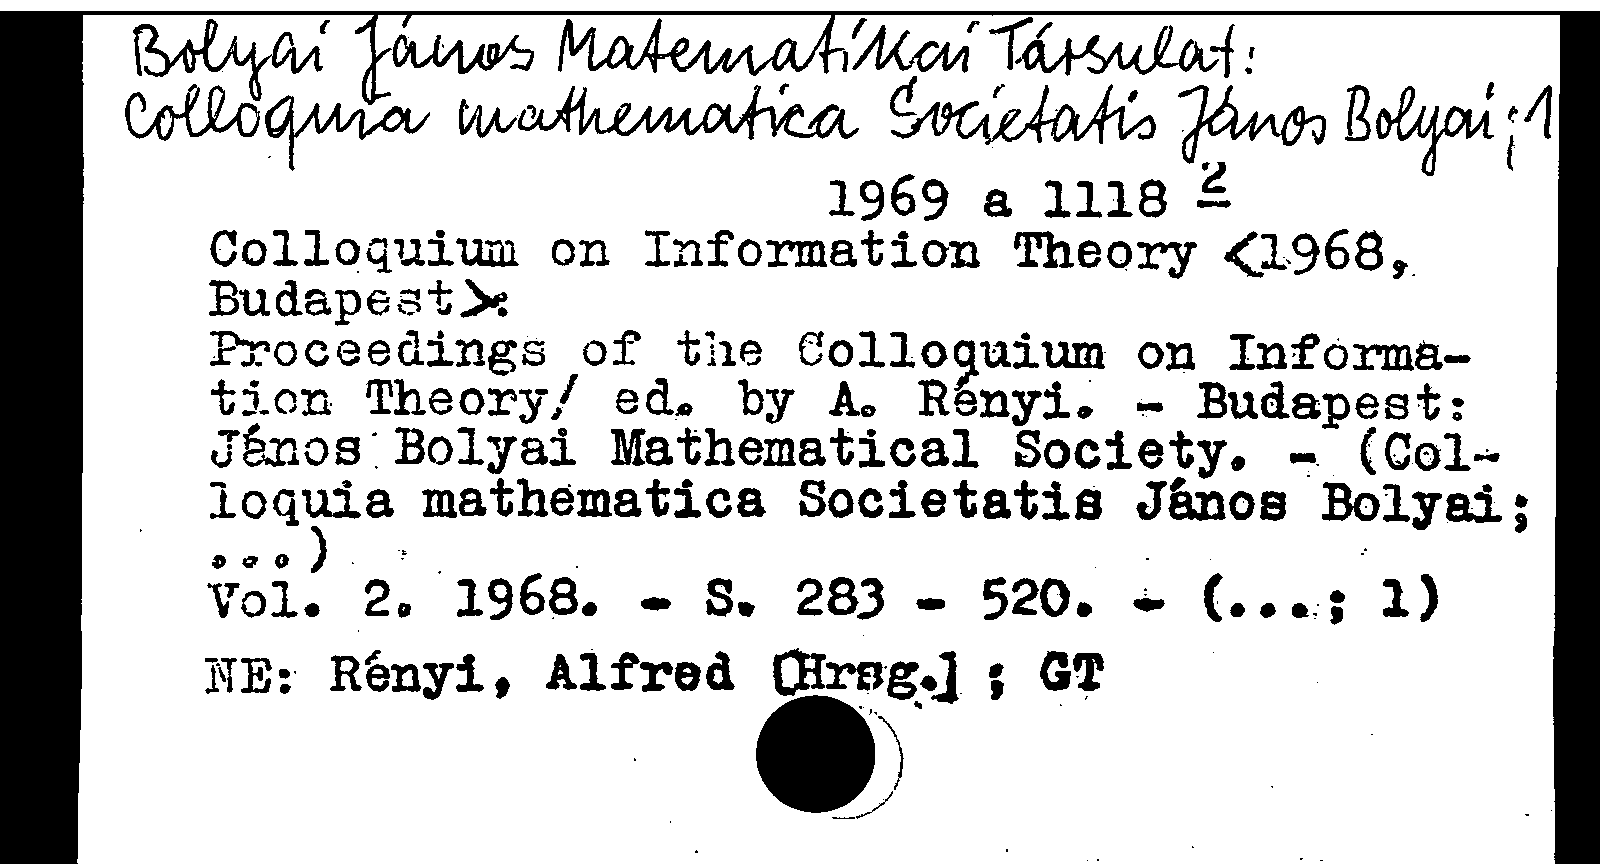 Bolyai János Matematikai Társulat:
Colloquia mathematica Societatis János Bolyai; 1
1969 a 1118 2
Colloquium on Information Theory <1968,
Budapest>:
Proceedings of the Colloquium on Informa-
tion Theory/ ed. by A. Rényi. - Budapest:
János Bolyai Mathematical Society. - (Col-
loquia mathematica Societatis János Bolyai;
...)
Vol. 2. 1968. - S. 283 - 520. - (...; 1)
NE: Rényi, Alfred [Hrsg.] ; GT